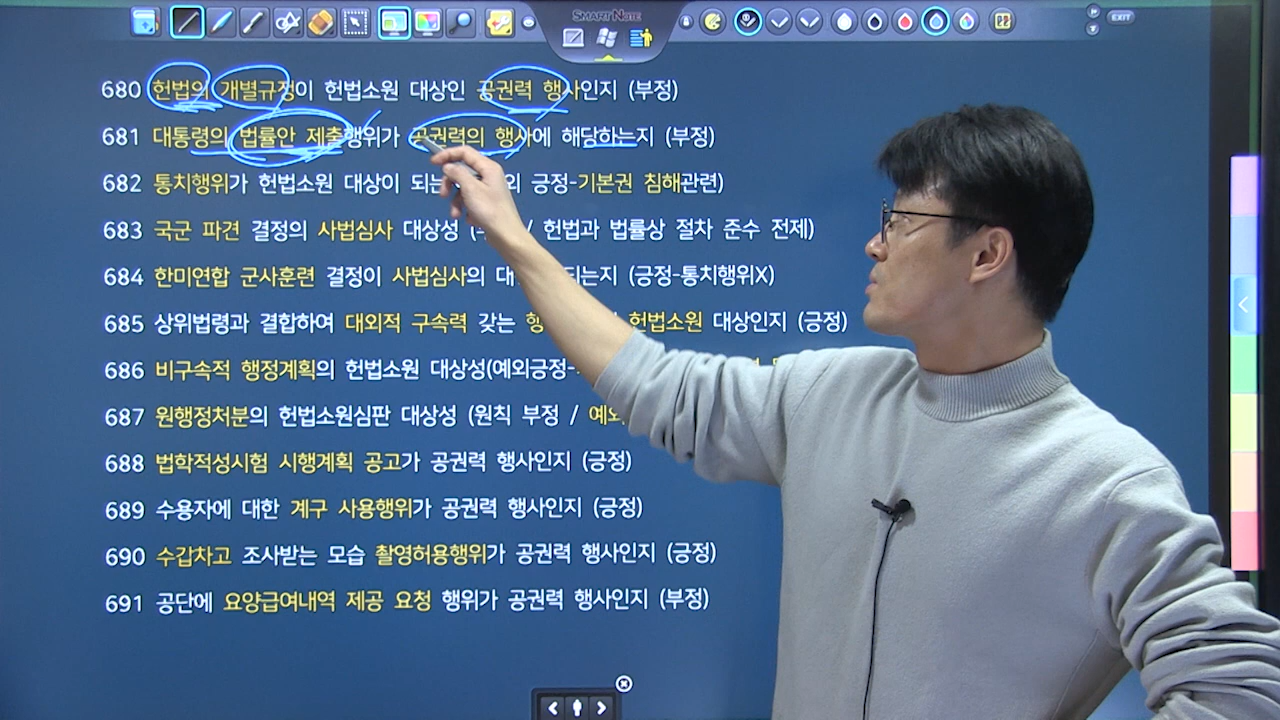 SMART NOTE
EXIT
680 헌법의 개별규정이 헌법소원 대상인 공권력 행사인지 (부정)
681 대통령의 법률안 제출행위가 공권력의 행사에 해당하는지 (부정)
682 통치행위가 헌법소원 대상이 되는 긍정-기본권 침해관련)
683 국군 파견 결정의 사법심사 대상성 / 헌법과 법률상 절차 준수 전제)
684 한미연합 군사훈련 결정이 사법심사의 되는지 (긍정-통치행위X)
685 상위법령과 결합하여 대외적 구속력 갖는 헌법소원 대상인지 (긍정)
686 비구속적 행정계획의 헌법소원 대상성(예외긍정-
687 원행정처분의 헌법소원심판 대상성 (원칙 부정 / 예외
688 법학적성시험 시행계획 공고가 공권력 행사인지 (긍정)
689 수용자에 대한 계구 사용행위가 공권력 행사인지 (긍정)
690 수갑차고 조사받는 모습 촬영허용행위가 공권력 행사인지 (긍정)
691 공단에 요양급여내역 제공 요청 행위가 공권력 행사인지 (부정)